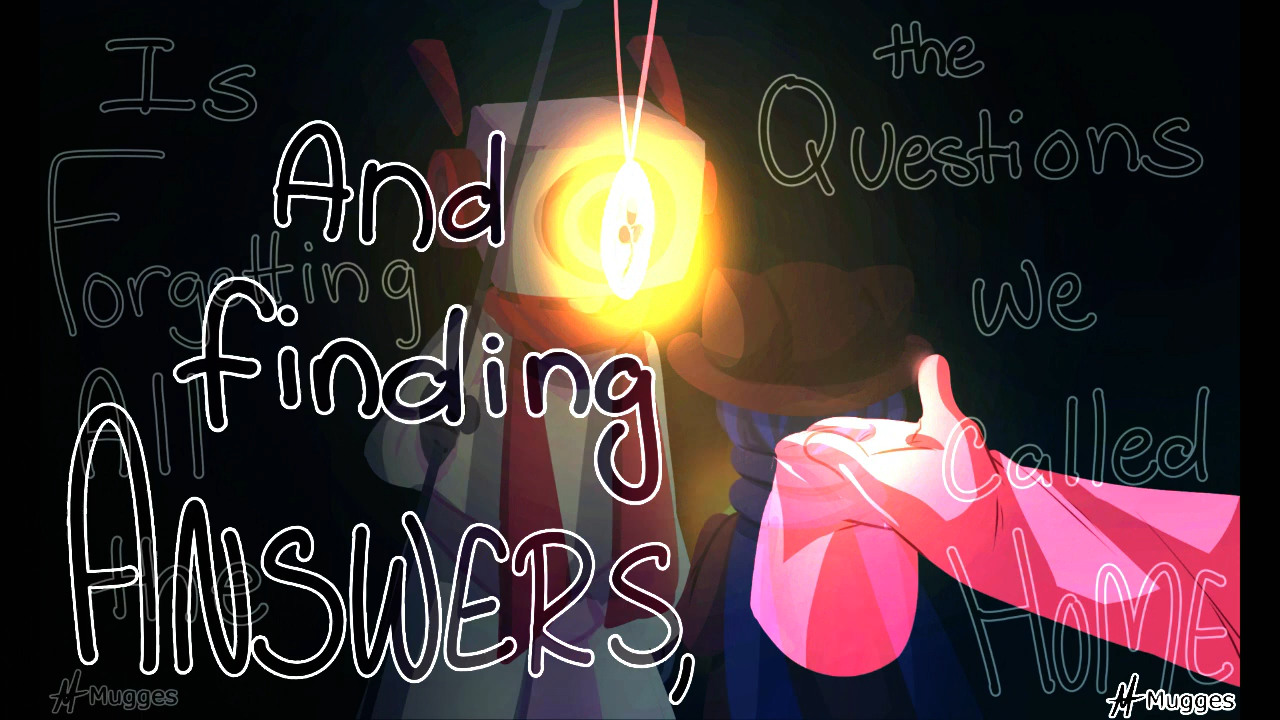 And
finding
ANSWERS,
Is
Forgetting
All
the
the
Questions
we
Called
HoME
Mugges
Mugges